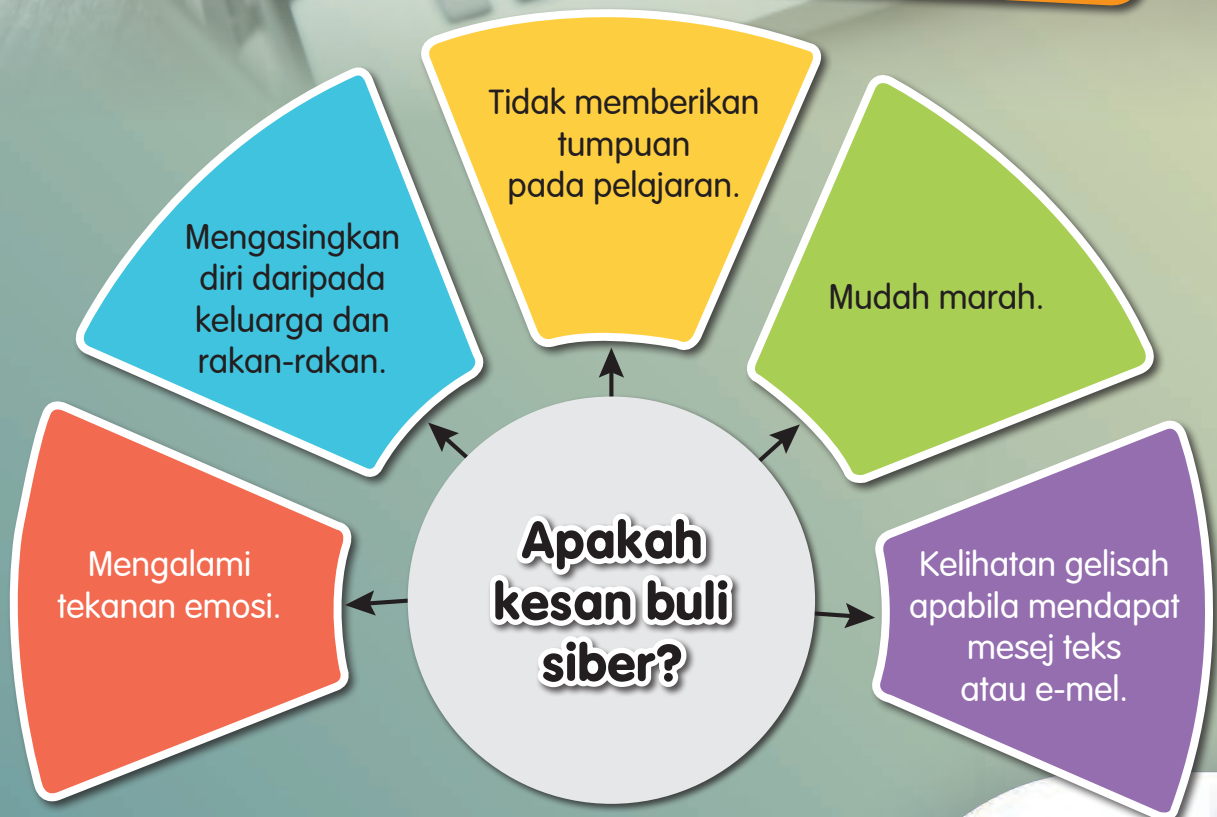 Tidak memberikan
tumpuan
pada pelajaran.
Mengasingkan
diri daripada
keluarga dan
rakan-rakan.
Mudah marah.
Mengalami
tekanan emosi.
Apakah
kesan buli
siber?
Kelihatan gelisah
apabila mendapat
mesej teks
atau e-mel.